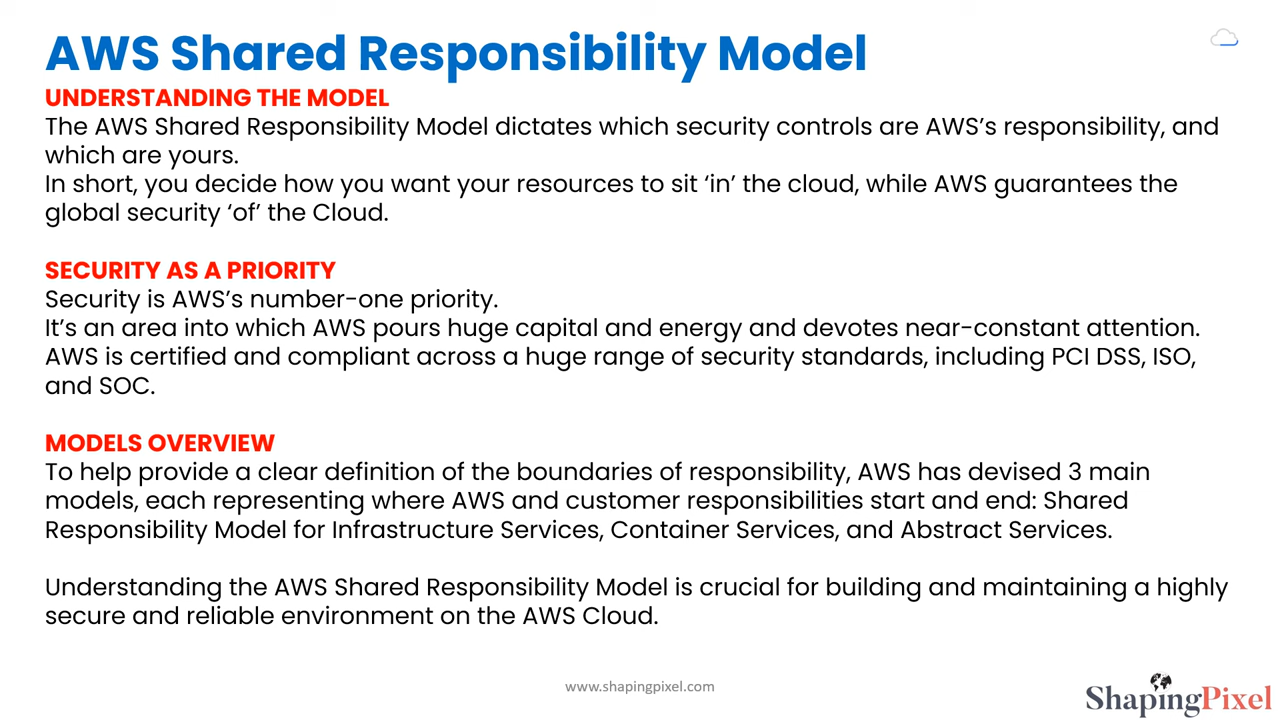 AWS Shared Responsibility Model
UNDERSTANDING THE MODEL
The AWS Shared Responsibility Model dictates which security controls are AWS’s responsibility, and
which are yours.
In short, you decide how you want your resources to sit ‘in’ the cloud, while AWS guarantees the
global security ‘of’ the Cloud.
SECURITY AS A PRIORITY
Security is AWS’s number-one priority.
It’s an area into which AWS pours huge capital and energy and devotes near-constant attention.
AWS is certified and compliant across a huge range of security standards, including PCI DSS, ISO,
and SOC.
MODELS OVERVIEW
To help provide a clear definition of the boundaries of responsibility, AWS has devised 3 main
models, each representing where AWS and customer responsibilities start and end: Shared
Responsibility Model for Infrastructure Services, Container Services, and Abstract Services.
Understanding the AWS Shared Responsibility Model is crucial for building and maintaining a highly
secure and reliable environment on the AWS Cloud.
www.shapingpixel.com
ShapingPixel